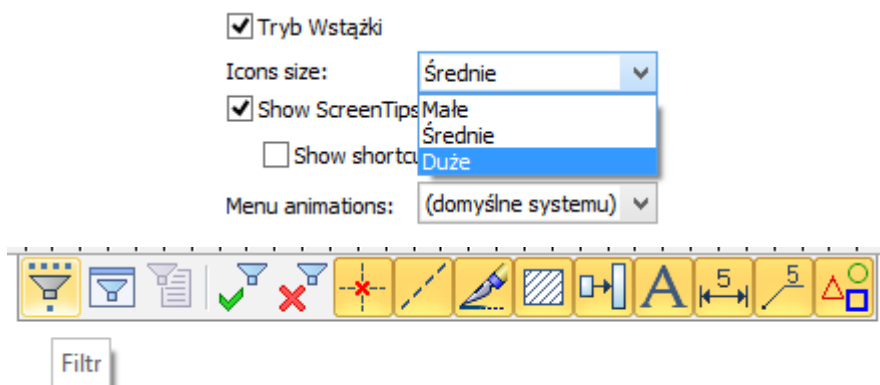 Tryb Wstążki
Icons size: Średnie
Show ScreenTips Małe
Średnie
Show shortcu Duże
Menu animations: (domyślne systemu)
A 5 5
Filtr